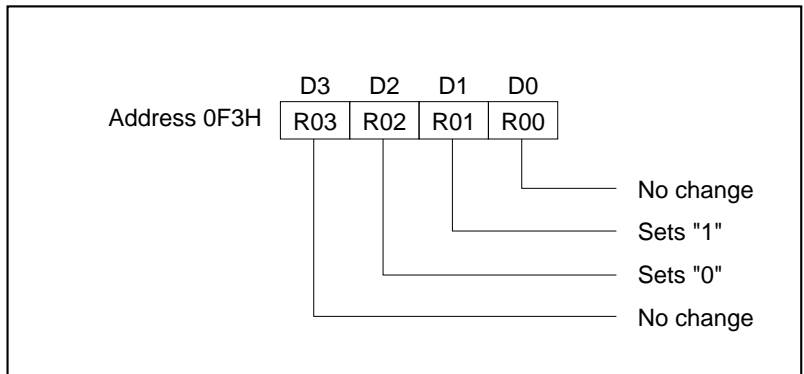 D3 D2 D1 D0
Address 0F3H R03 R02 R01 R00
No change
Sets "1"
Sets "0"
No change